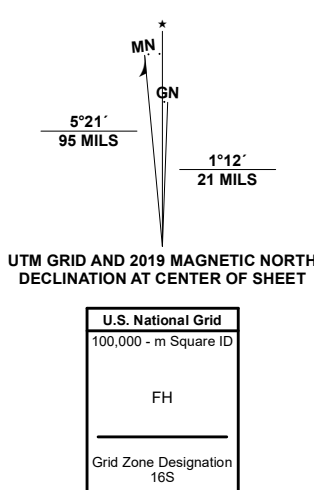 MN
GN
5°21´
95 MILS
1°12´
21 MILS
UTM GRID AND 2019 MAGNETIC NORTH
DECLINATION AT CENTER OF SHEET
U.S. National Grid
100,000 - m Square ID
FH
Grid Zone Designation
16S